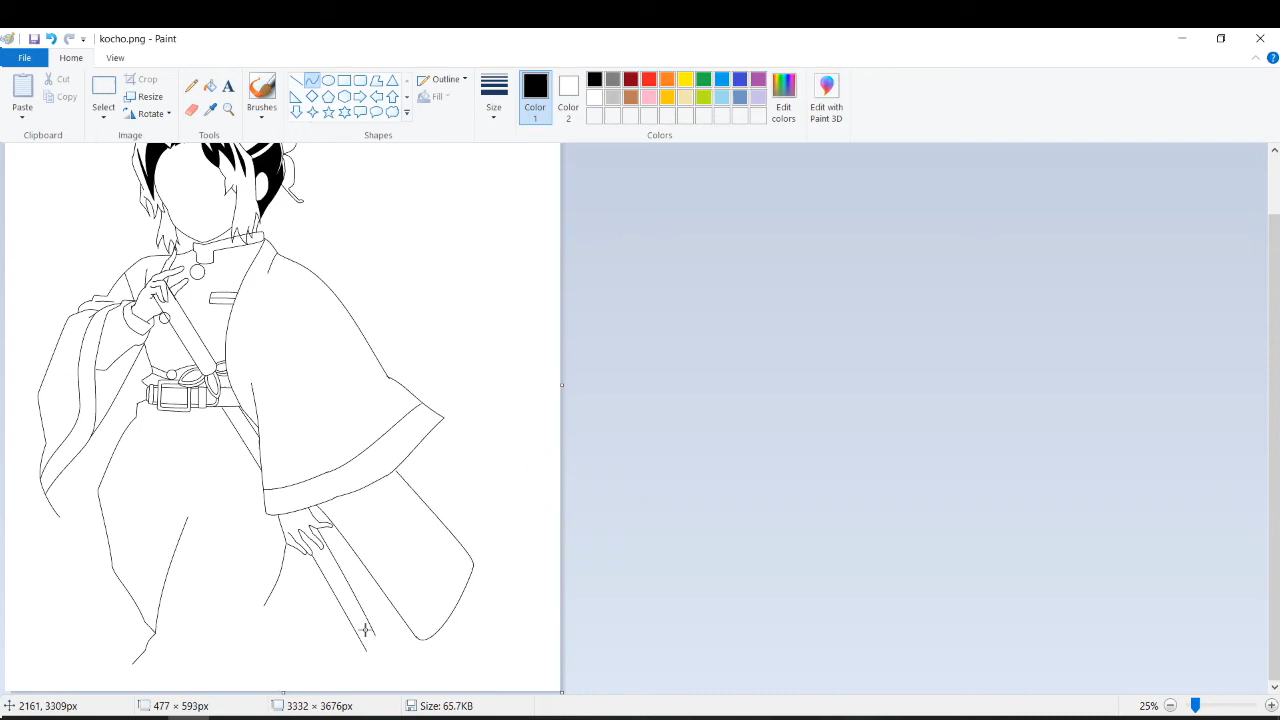 kocho.png - Paint
File Home View
Paste
Cut
Copy
Clipboard
Select
Crop
Resize
Rotate
Image
Tools
Brushes
Shapes
Outline
Fill
Size
Color 1
Color 2
Edit colors
Edit with Paint 3D
Colors
2161, 3309px 477 × 593px 3332 × 3676px Size: 65.7KB 25%